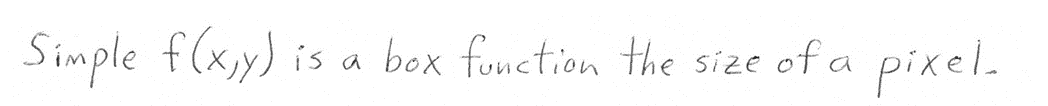 Simple f(x,y) is a box function the size of a pixel.